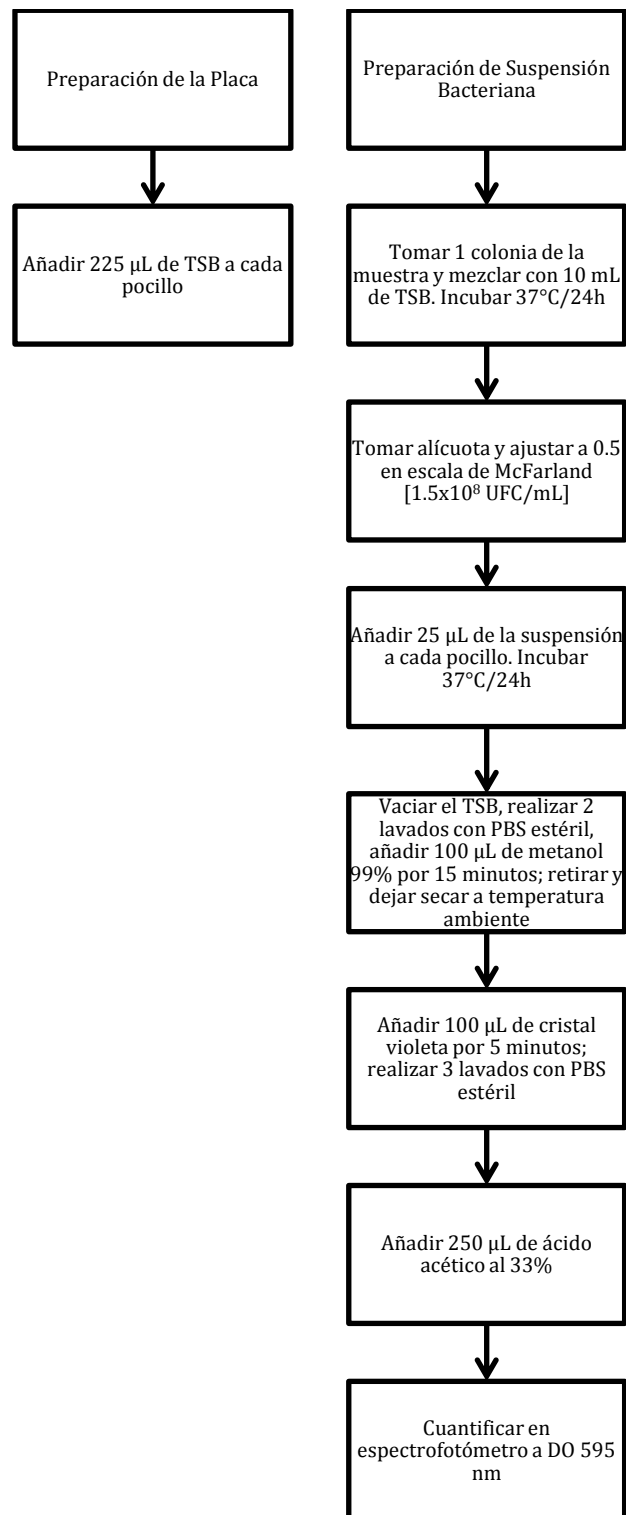 Preparación de la Placa
Añadir 225 µL de TSB a cada
pocillo
Preparación de Suspensión
Bacteriana
Tomar 1 colonia de la
muestra y mezclar con 10 mL
de TSB. Incubar 37°C/24h
Tomar alícuota y ajustar a 0.5
en escala de McFarland
[1.5x10⁸ UFC/mL]
Añadir 25 µL de la suspensión
a cada pocillo. Incubar
37°C/24h
Vaciar el TSB, realizar 2
lavados con PBS estéril,
añadir 100 µL de metanol
99% por 15 minutos; retirar y
dejar secar a temperatura
ambiente
Añadir 100 µL de cristal
violeta por 5 minutos;
realizar 3 lavados con PBS
estéril
Añadir 250 µL de ácido
acético al 33%
Cuantificar en
espectrofotómetro a DO 595
nm